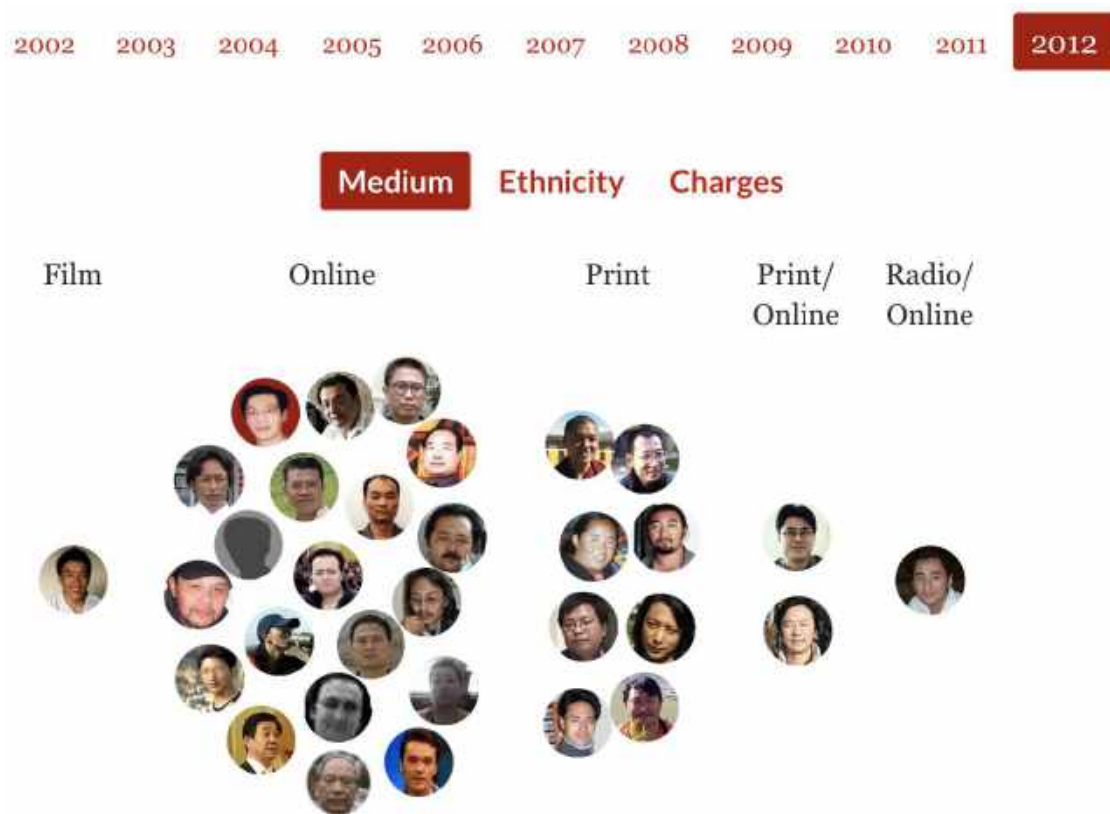 2002 2003 2004 2005 2006 2007 2008 2009 2010 2011 2012
Medium Ethnicity Charges
Film Online Print Print/ Radio/
Online Online